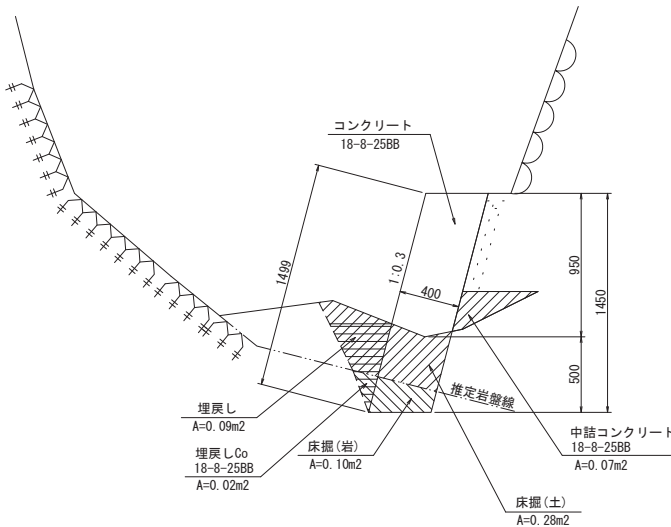 コンクリート
18-8-25BB
1499
1:0.3
400
950
1450
500
推定岩盤線
埋戻し
A=0.09m2
埋戻しCo
18-8-25BB
A=0.02m2
床掘(岩)
A=0.10m2
中詰コンクリート
18-8-25BB
A=0.07m2
床掘(土)
A=0.28m2